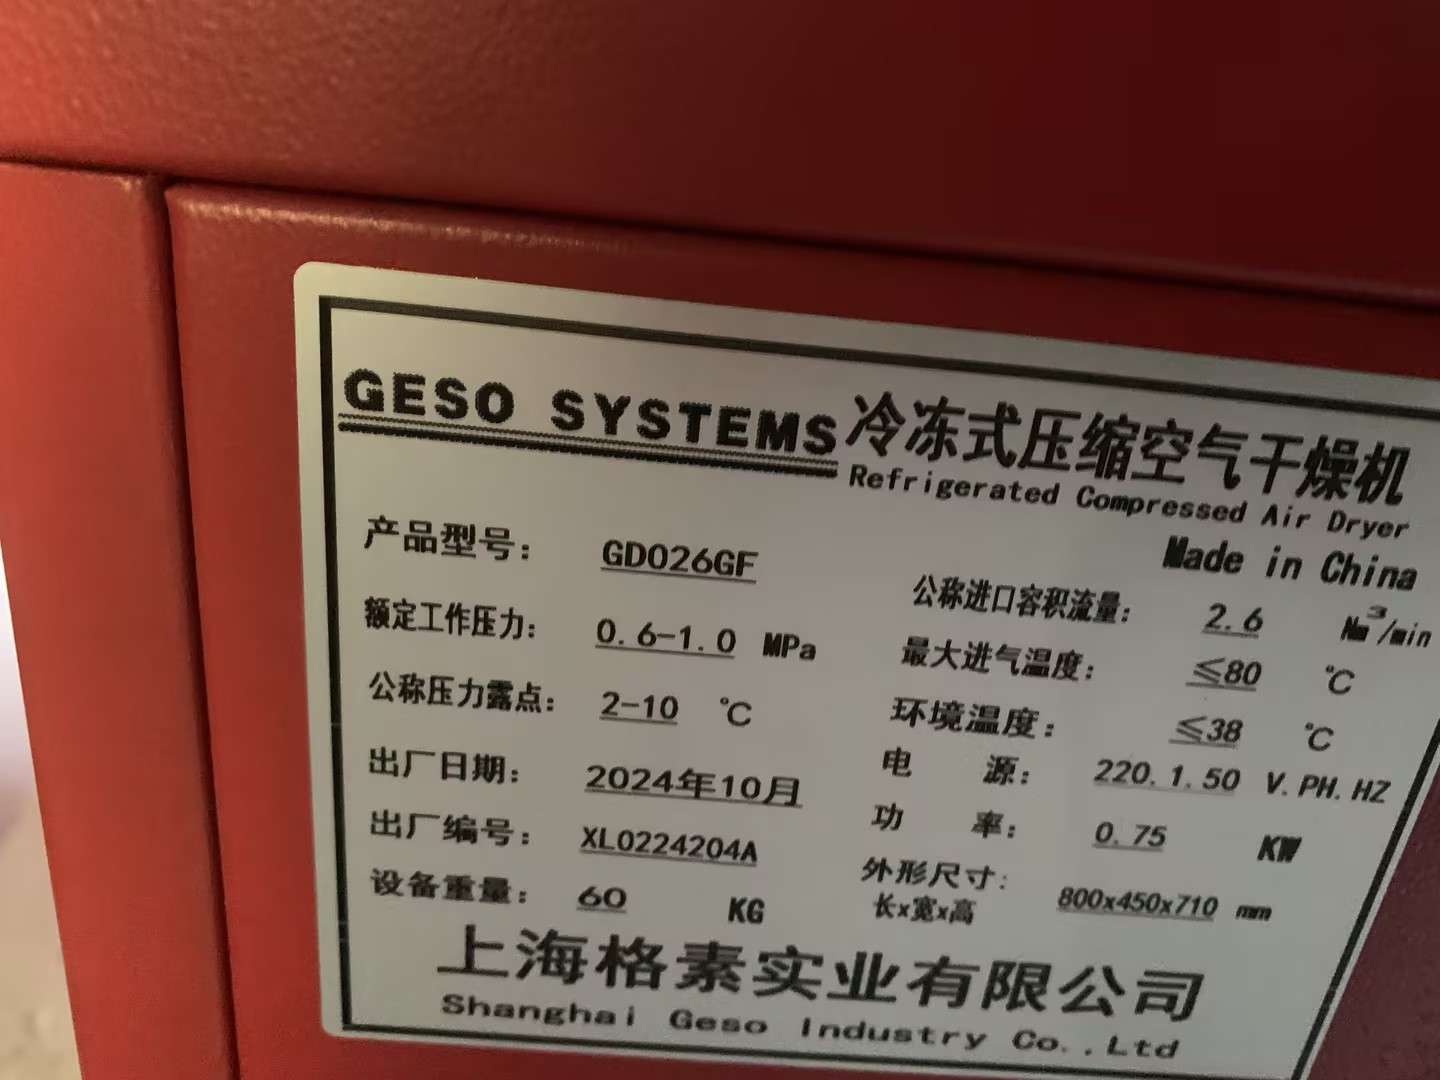 GESO SYSTEMS 冷冻式压缩空气干燥机
Refrigerated Compressed Air Dryer
Made in China
产品型号: GD026GF
公称进口容积流量: 2.6 Nm³/min
额定工作压力: 0.6-1.0 MPa
最大进气温度: ≤80 ℃
公称压力露点: 2-10 ℃
环境温度: ≤38 ℃
出厂日期: 2024年10月
电 源: 220.1.50 V.PH.HZ
出厂编号: XL0224204A
功 率: 0.75 KW
设备重量: 60 KG
外形尺寸:
长x宽x高 800x450x710 mm
上海格素实业有限公司
Shanghai Geso Industry Co.,Ltd